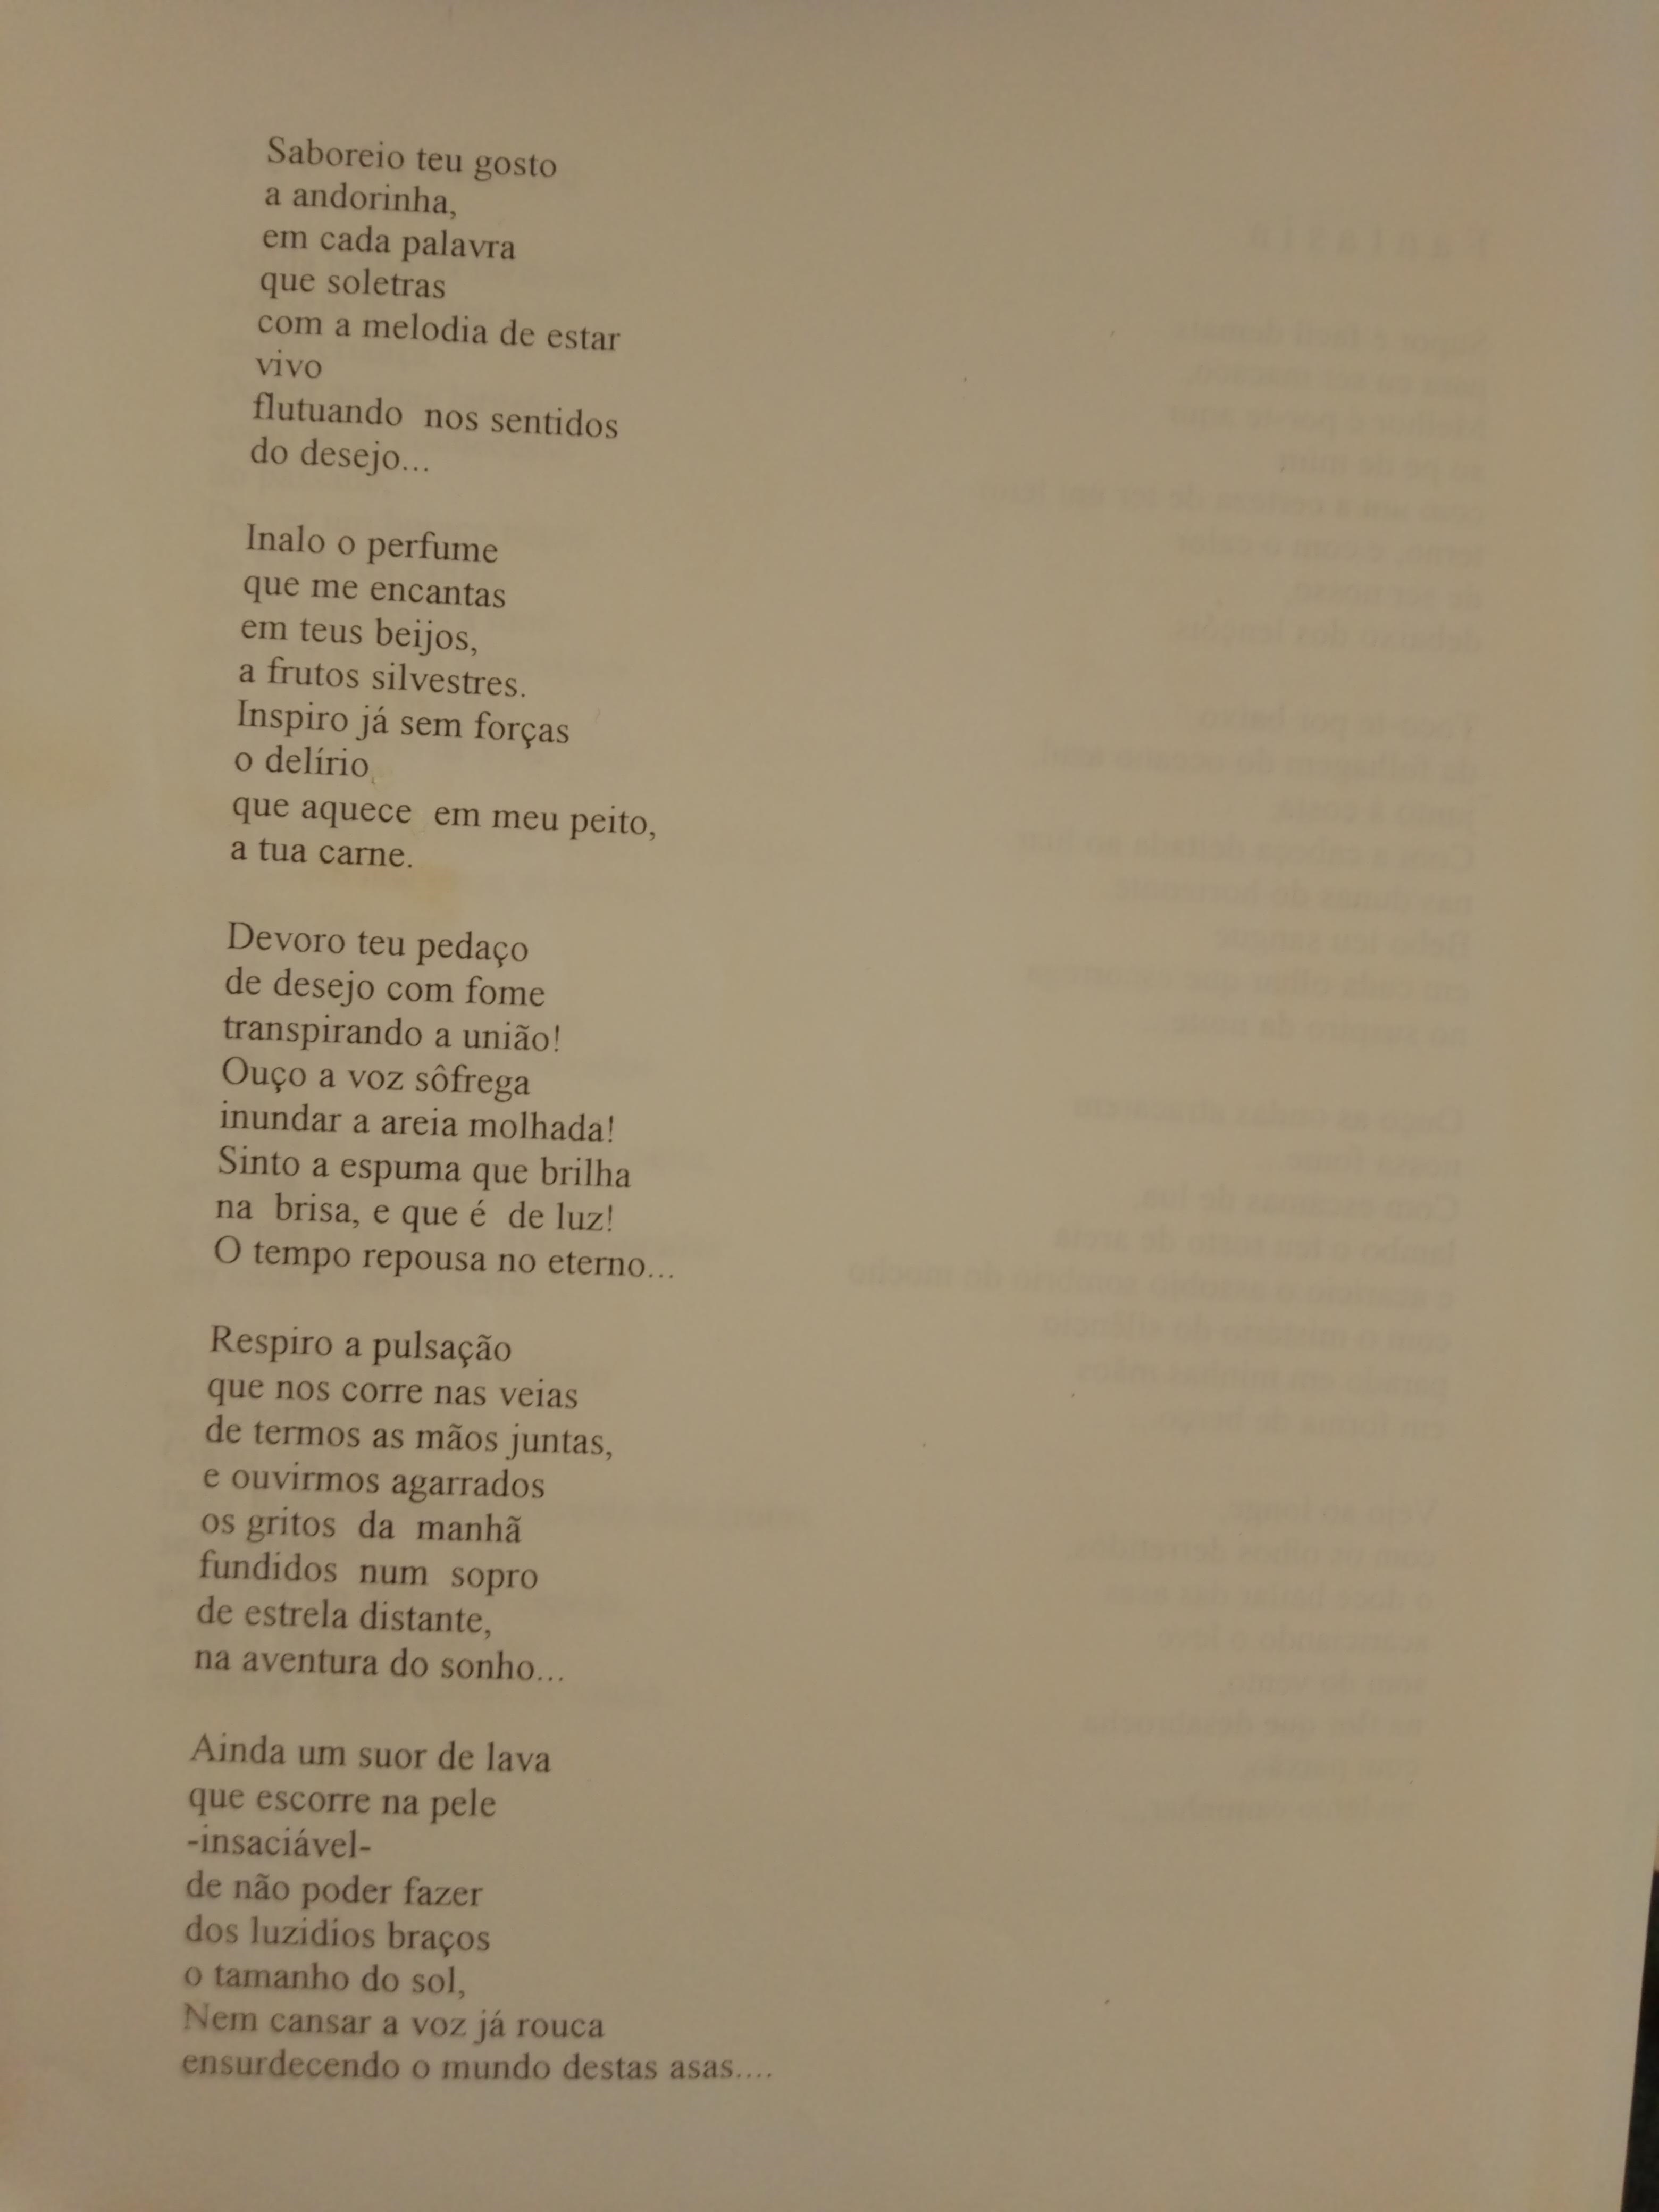 Saboreio teu gosto
a andorinha,
em cada palavra
que soletras
com a melodia de estar
vivo
flutuando nos sentidos
do desejo...
Inalo o perfume
que me encantas
em teus beijos,
a frutos silvestres.
Inspiro já sem forças
o delírio
que aquece em meu peito,
a tua carne.
Devoro teu pedaço
de desejo com fome
transpirando a união!
Ouço a voz sôfrega
inundar a areia molhada!
Sinto a espuma que brilha
na brisa, e que é de luz!
O tempo repousa no eterno...
Respiro a pulsação
que nos corre nas veias
de termos as mãos juntas,
e ouvirmos agarrados
os gritos da manhã
fundidos num sopro
de estrela distante,
na aventura do sonho...
Ainda um suor de lava
que escorre na pele
-insaciável-
de não poder fazer
dos luzidíos braços
o tamanho do sol,
Nem cansar a voz já rouca
ensurdecendo o mundo destas asas....